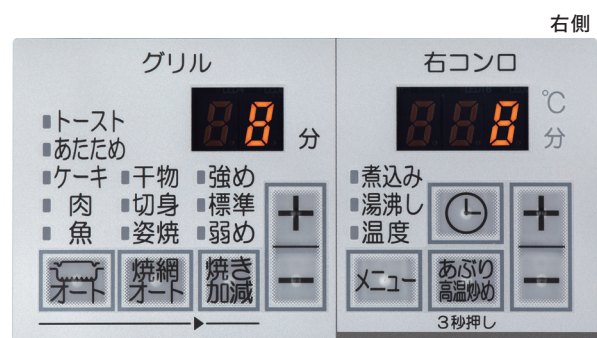 右側
グリル
8 分
トースト
あたため
ケーキ 干物 強め
肉 切身 標準
魚 姿焼 弱め
オート
焼網
オート
焼き
加減
+
−
右コンロ
8 ℃
分
煮込み
湯沸し
温度
メニュー
あぶり
高温炒め
+
−
3秒押し